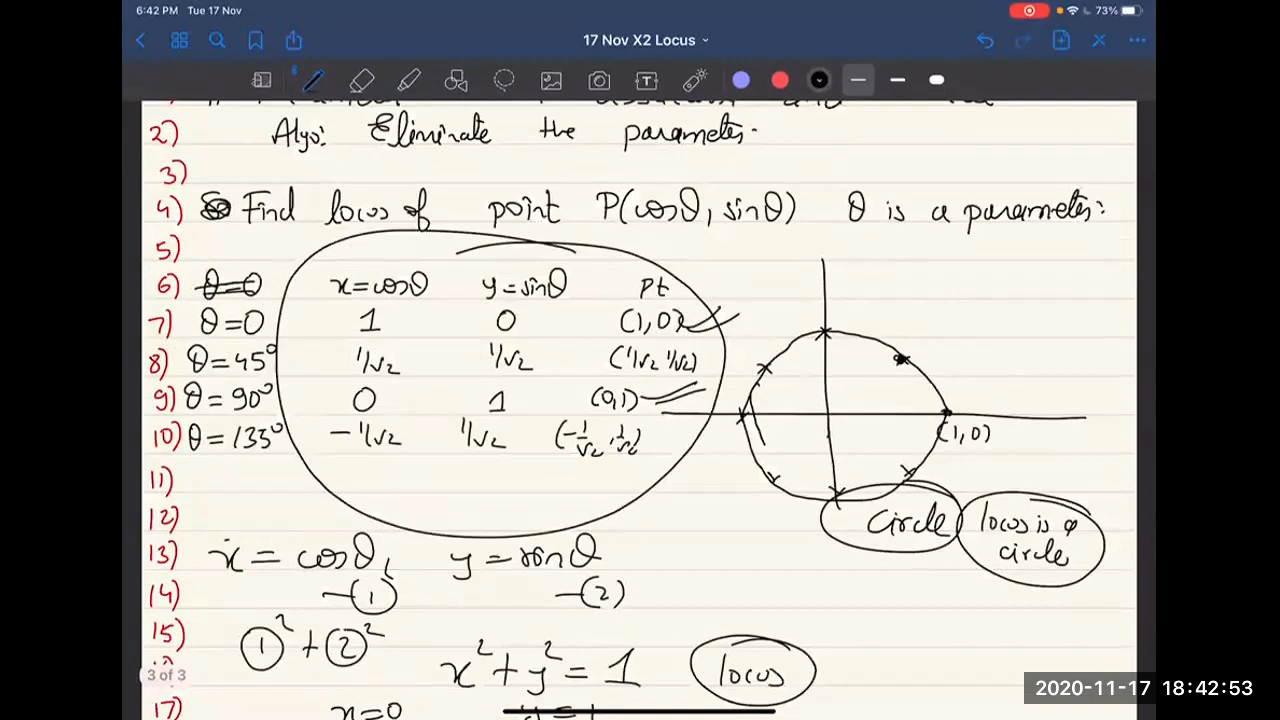 6:42 PM Tue 17 Nov
73%
17 Nov X2 Locus
T
and
2) Algo: Eliminate the parameter.
3)
4) Find locus of point P(cosθ, sinθ) θ is a parameter:
5)
6) θ=0 x=cosθ y=sinθ Pt
7) θ=0 1 0 (1,0)
8) θ=45° 1/√2 1/√2 (1/√2 1/√2)
9) θ=90° 0 1 (0,1)
10) θ=135° -1/√2 1/√2 (-1/√2, 1/√2)
(1,0)
11)
12) circle locus is a circle
13) x = cosθ, y = sinθ
14) —(1) —(2)
15) ①² + ②²
x² + y² = 1 locus
3 of 3
17) x=0
2020-11-17 18:42:53